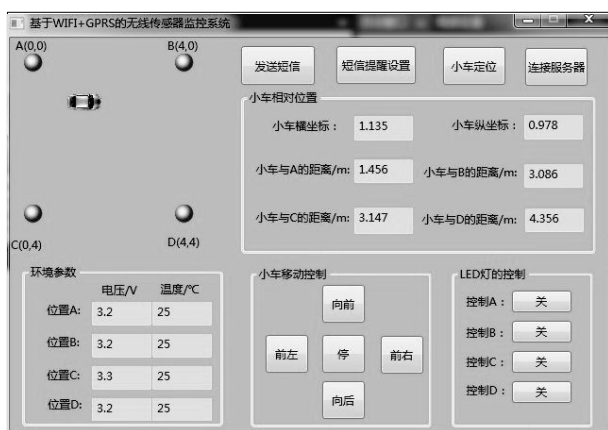 基于WIFI+GPRS的无线传感器监控系统
A(0,0)
B(4,0)
C(0,4)
D(4,4)
发送短信
短信提醒设置
小车定位
连接服务器
小车相对位置
小车横坐标： 1.135
小车纵坐标： 0.978
小车与A的距离/m: 1.456
小车与B的距离/m: 3.086
小车与C的距离/m: 3.147
小车与D的距离/m: 4.356
环境参数
电压/V 温度/℃
位置A: 3.2 25
位置B: 3.2 25
位置C: 3.3 25
位置D: 3.2 25
小车移动控制
向前
前左 停 前右
向后
LED灯的控制
控制A： 关
控制B： 关
控制C： 关
控制D： 关